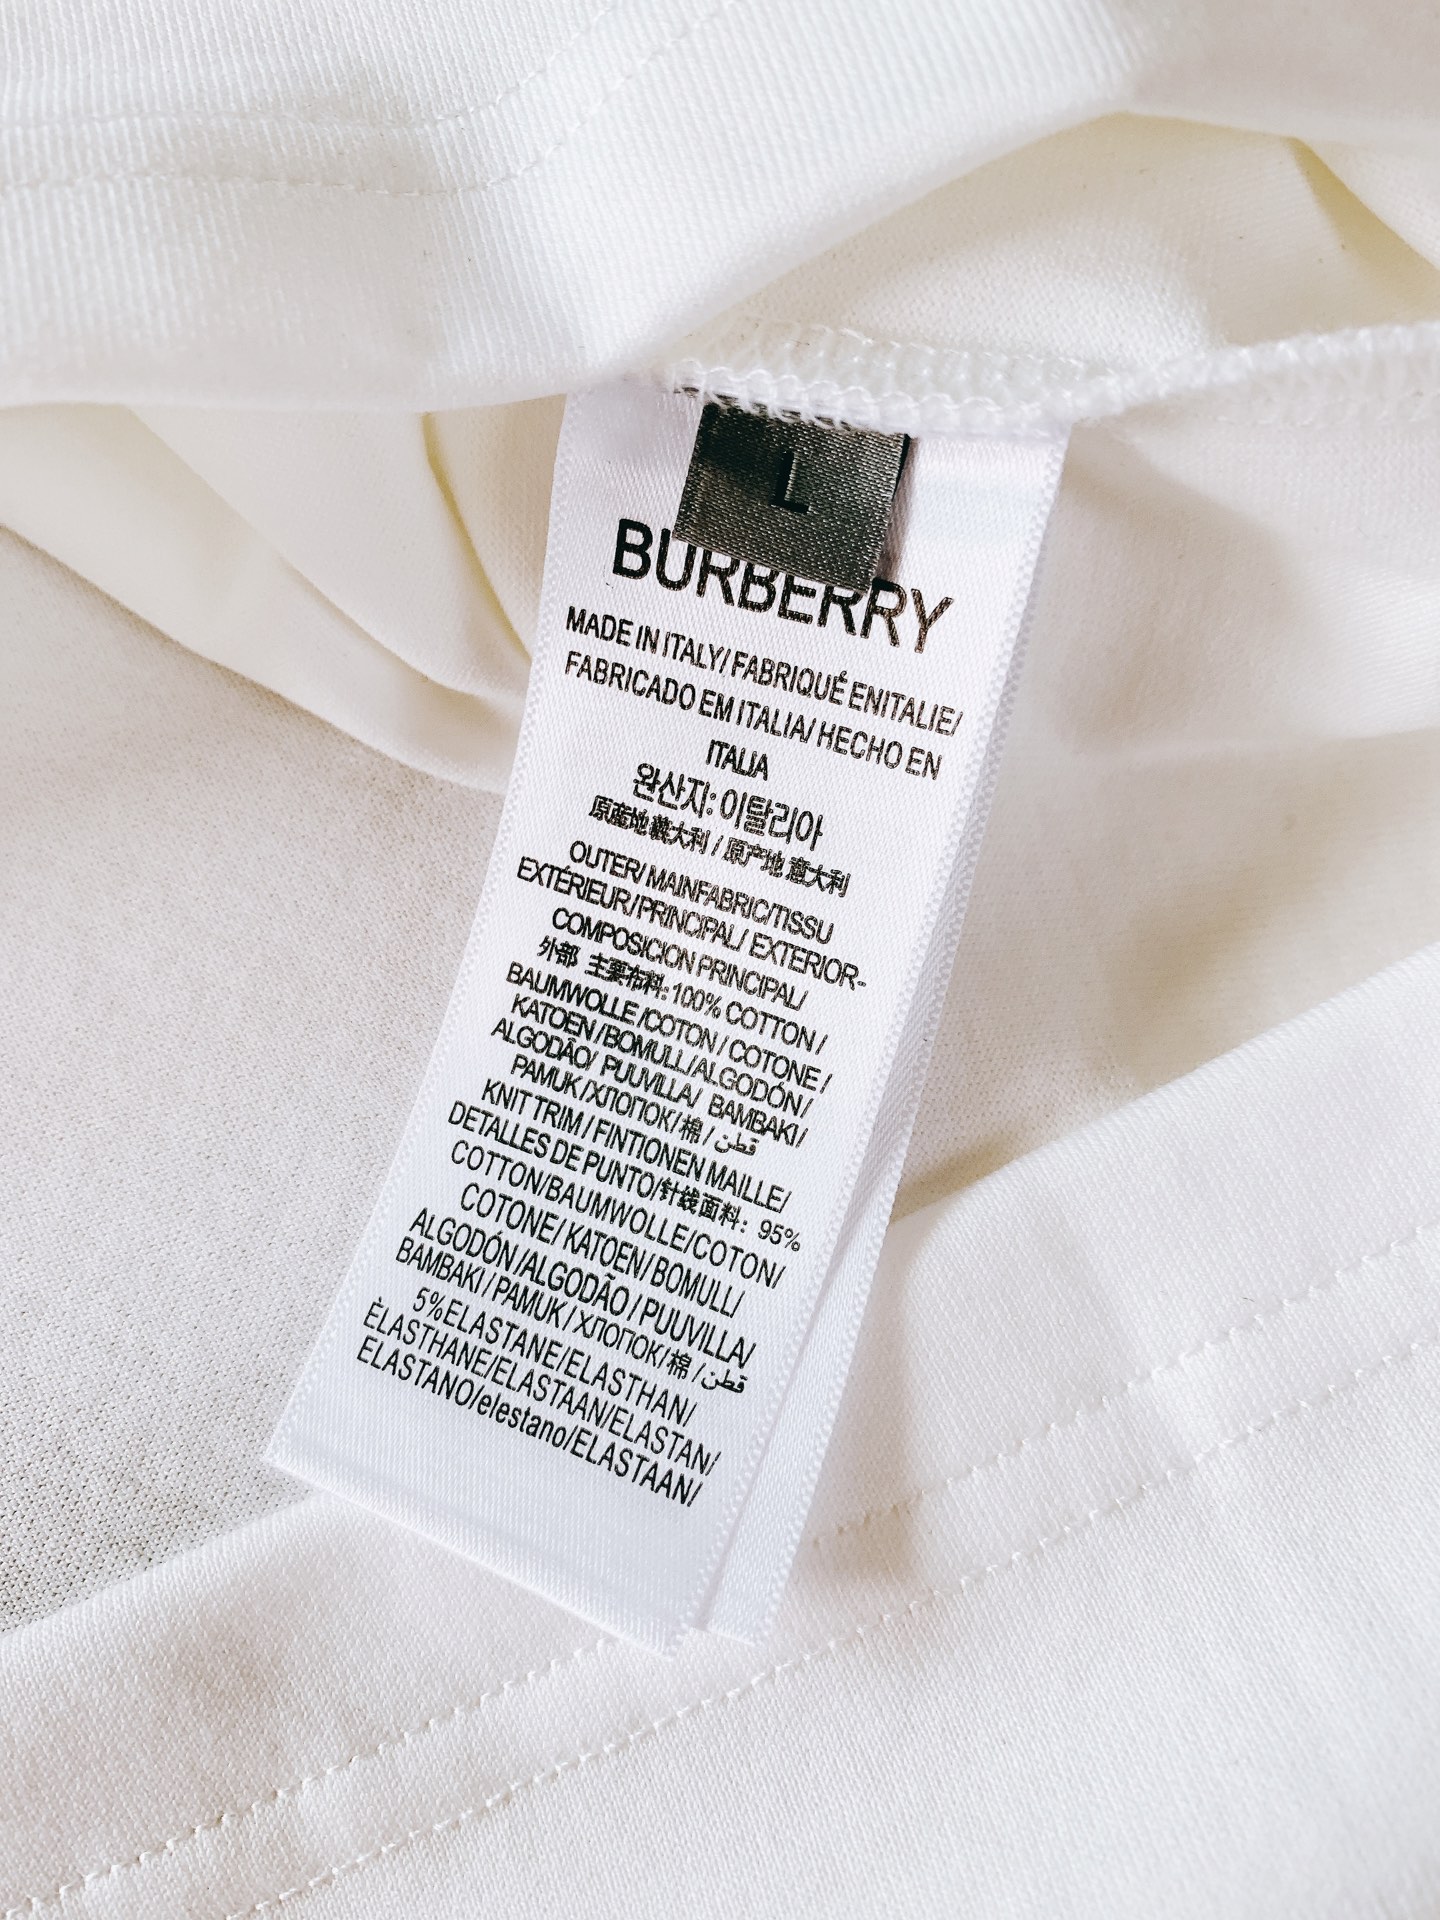 L
BURBERRY
MADE IN ITALY/ FABRIQUÉ ENITALIE/
FABRICADO EM ITALIA/ HECHO EN
ITALIA
완산지: 이탈리아
原產地 義大利 / 原产地 意大利
OUTER/ MAINFABRIC/TISSU
EXTÉRIEUR/PRINCIPAL/ EXTERIOR-
COMPOSICION PRINCIPAL/
外部 主要布料:100% COTTON /
BAUMWOLLE /COTON / COTONE /
KATOEN /BOMULL/ALGODÓN /
ALGODÃO/ PUUVILLA/ BAMBAKI/
PAMUK /ХЛОПОК/ 棉 / قطن
KNIT TRIM / FINTIONEN MAILLE/
DETALLES DE PUNTO/针线面料: 95%
COTTON/BAUMWOLLE/COTON/
COTONE/ KATOEN/ BOMULL/
ALGODÓN /ALGODÃO / PUUVILLA/
BAMBAKI / PAMUK / ХЛОПОК/ 棉 / قطن
5%ELASTANE/ELASTHAN/
ÈLASTHANE/ELASTAAN/ELASTAN/
ELASTANO/elestano/ELASTAAN/